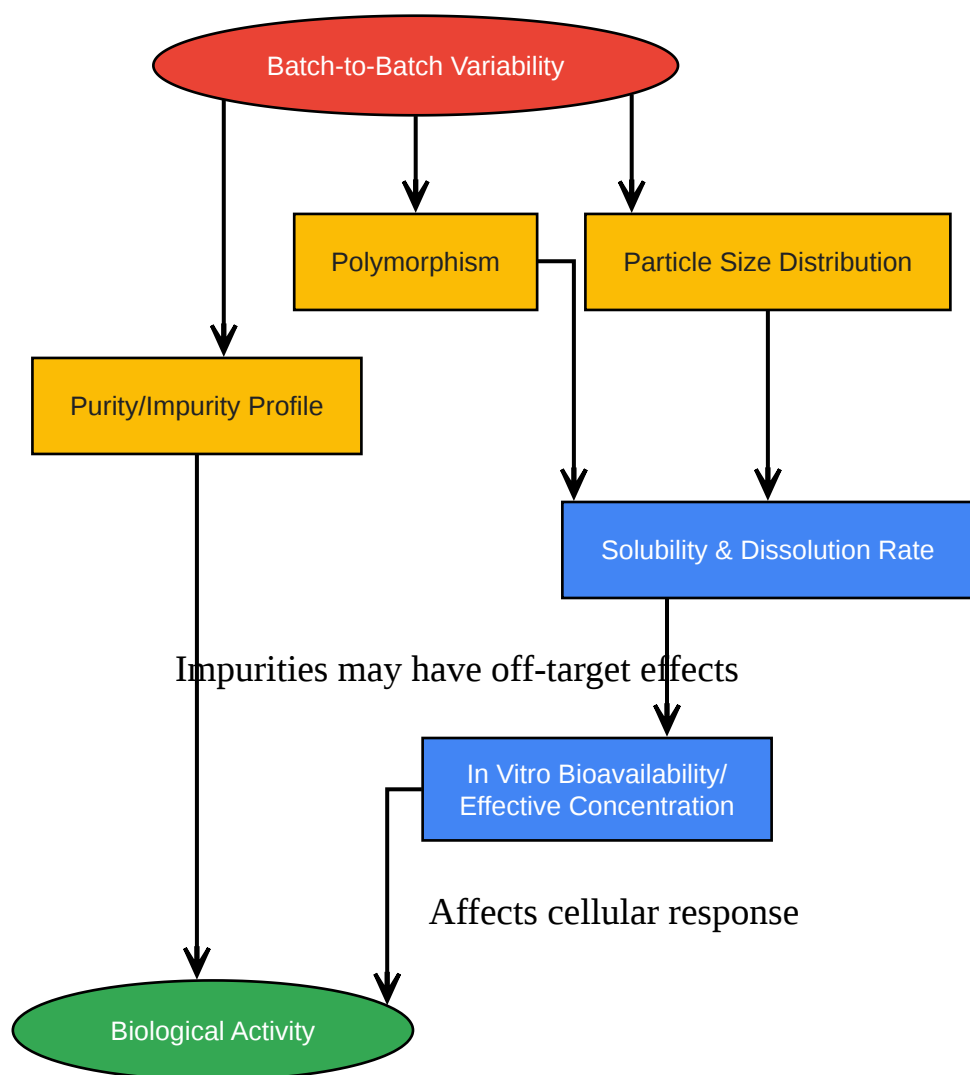 Batch-to-Batch Variability
Polymorphism
Particle Size Distribution
Purity/Impurity Profile
Solubility & Dissolution Rate
Impurities may have off-target effects
In Vitro Bioavailability/
Effective Concentration
Affects cellular response
Biological Activity